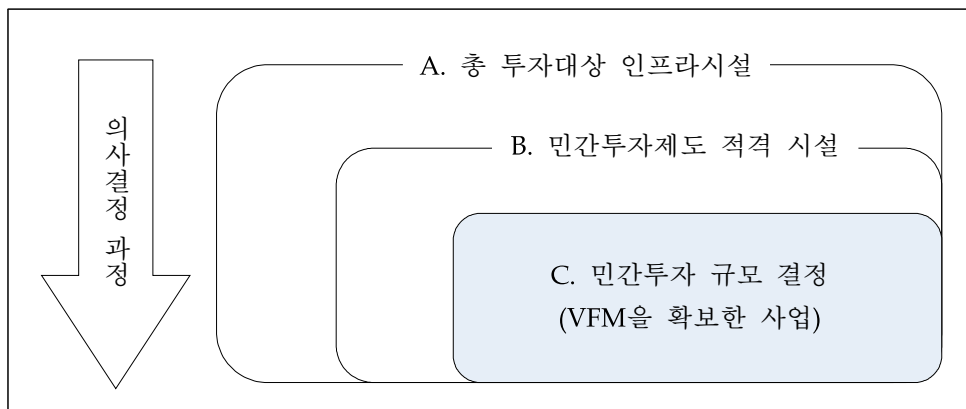 의사결정 과정
A. 총 투자대상 인프라시설
B. 민간투자제도 적격 시설
C. 민간투자 규모 결정
(VFM을 확보한 사업)